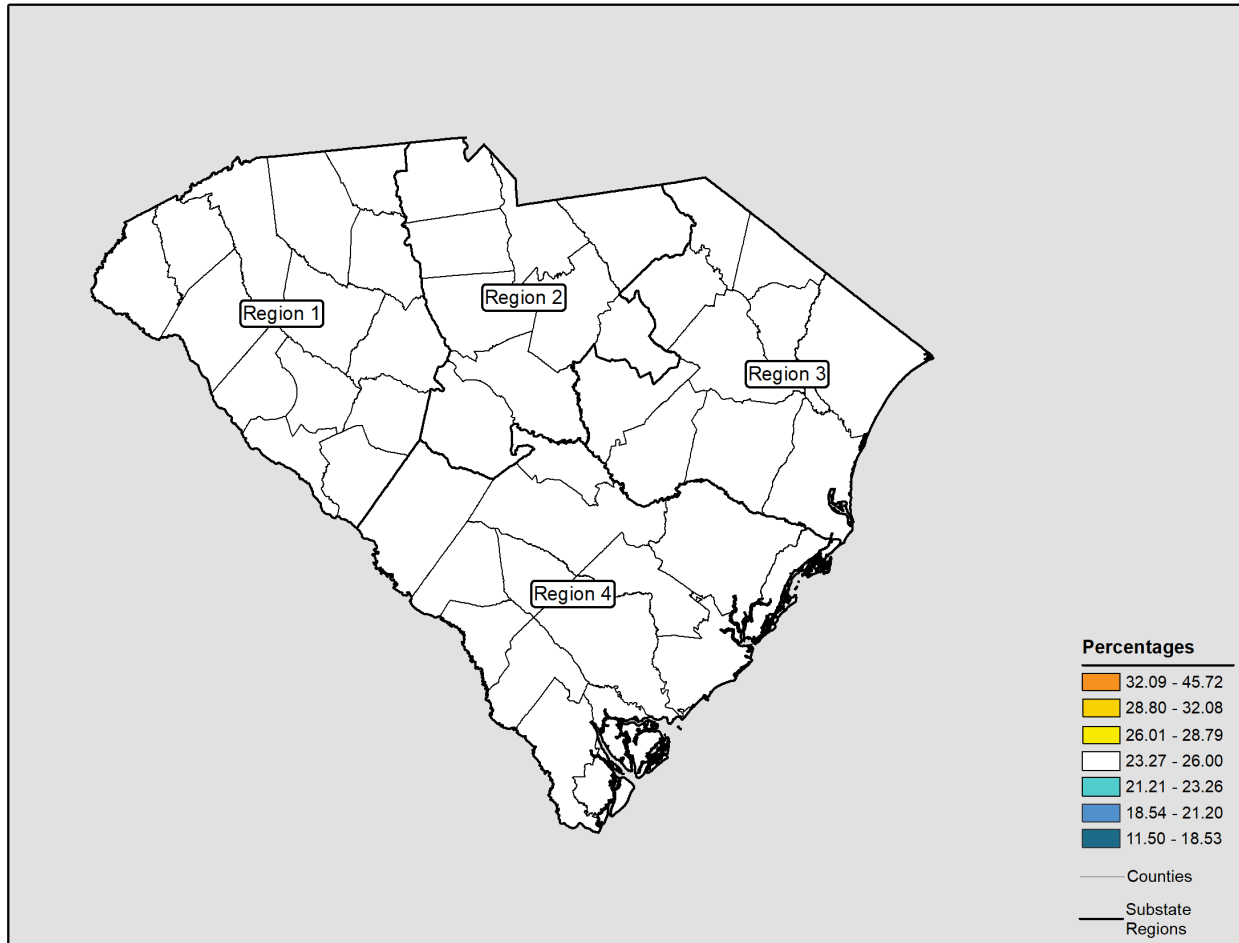 Region 1
Region 2
Region 3
Region 4
Percentages
32.09 - 45.72
28.80 - 32.08
26.01 - 28.79
23.27 - 26.00
21.21 - 23.26
18.54 - 21.20
11.50 - 18.53
Counties
Substate
Regions